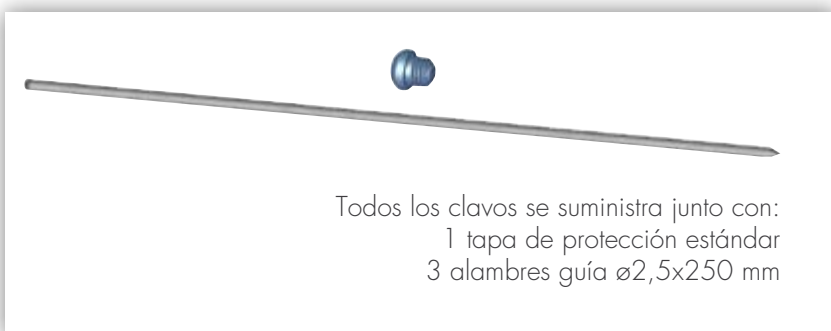 Todos los clavos se suministra junto con:
1 tapa de protección estándar
3 alambres guía ø2,5x250 mm